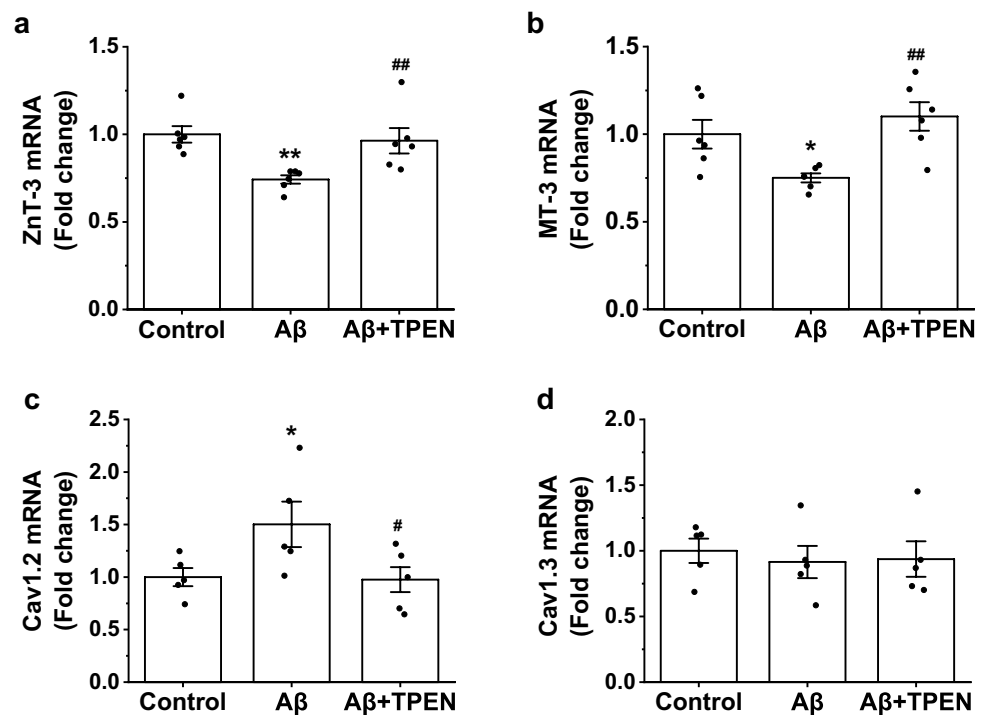 a
ZnT-3 mRNA
(Fold change)
1.5
1.0
0.5
0.0
**
##
Control Aβ Aβ+TPEN
b
MT-3 mRNA
(Fold change)
1.5
1.0
0.5
0.0
*
##
Control Aβ Aβ+TPEN
c
Cav1.2 mRNA
(Fold change)
2.5
2.0
1.5
1.0
0.5
0.0
*
#
Control Aβ Aβ+TPEN
d
Cav1.3 mRNA
(Fold change)
2.0
1.5
1.0
0.5
0.0
Control Aβ Aβ+TPEN